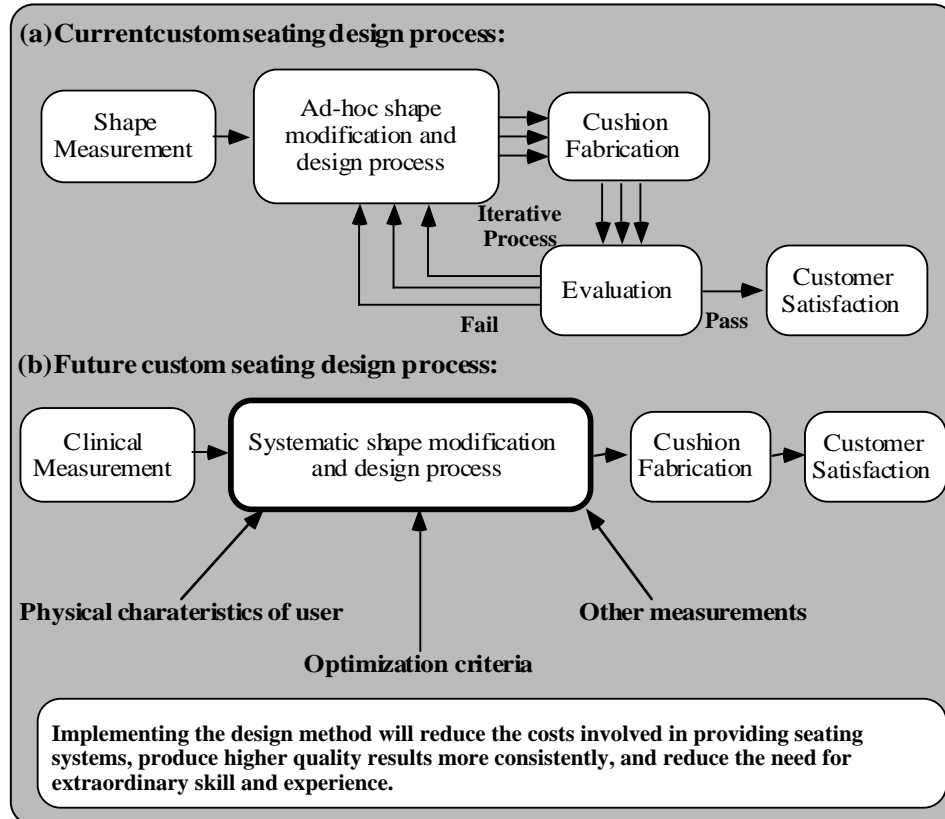 (a) Currentcustom seating design process:
Shape
Measurement
Ad-hoc shape
modification and
design process
Cushion
Fabrication
Iterative
Process
Evaluation
Customer
Satisfaction
Fail
Pass
(b) Future custom seating design process:
Clinical
Measurement
Systematic shape modification
and design process
Cushion
Fabrication
Customer
Satisfaction
Physical charateristics of user
Other measurements
Optimization criteria
Implementing the design method will reduce the costs involved in providing seating
systems, produce higher quality results more consistently, and reduce the need for
extraordinary skill and experience.